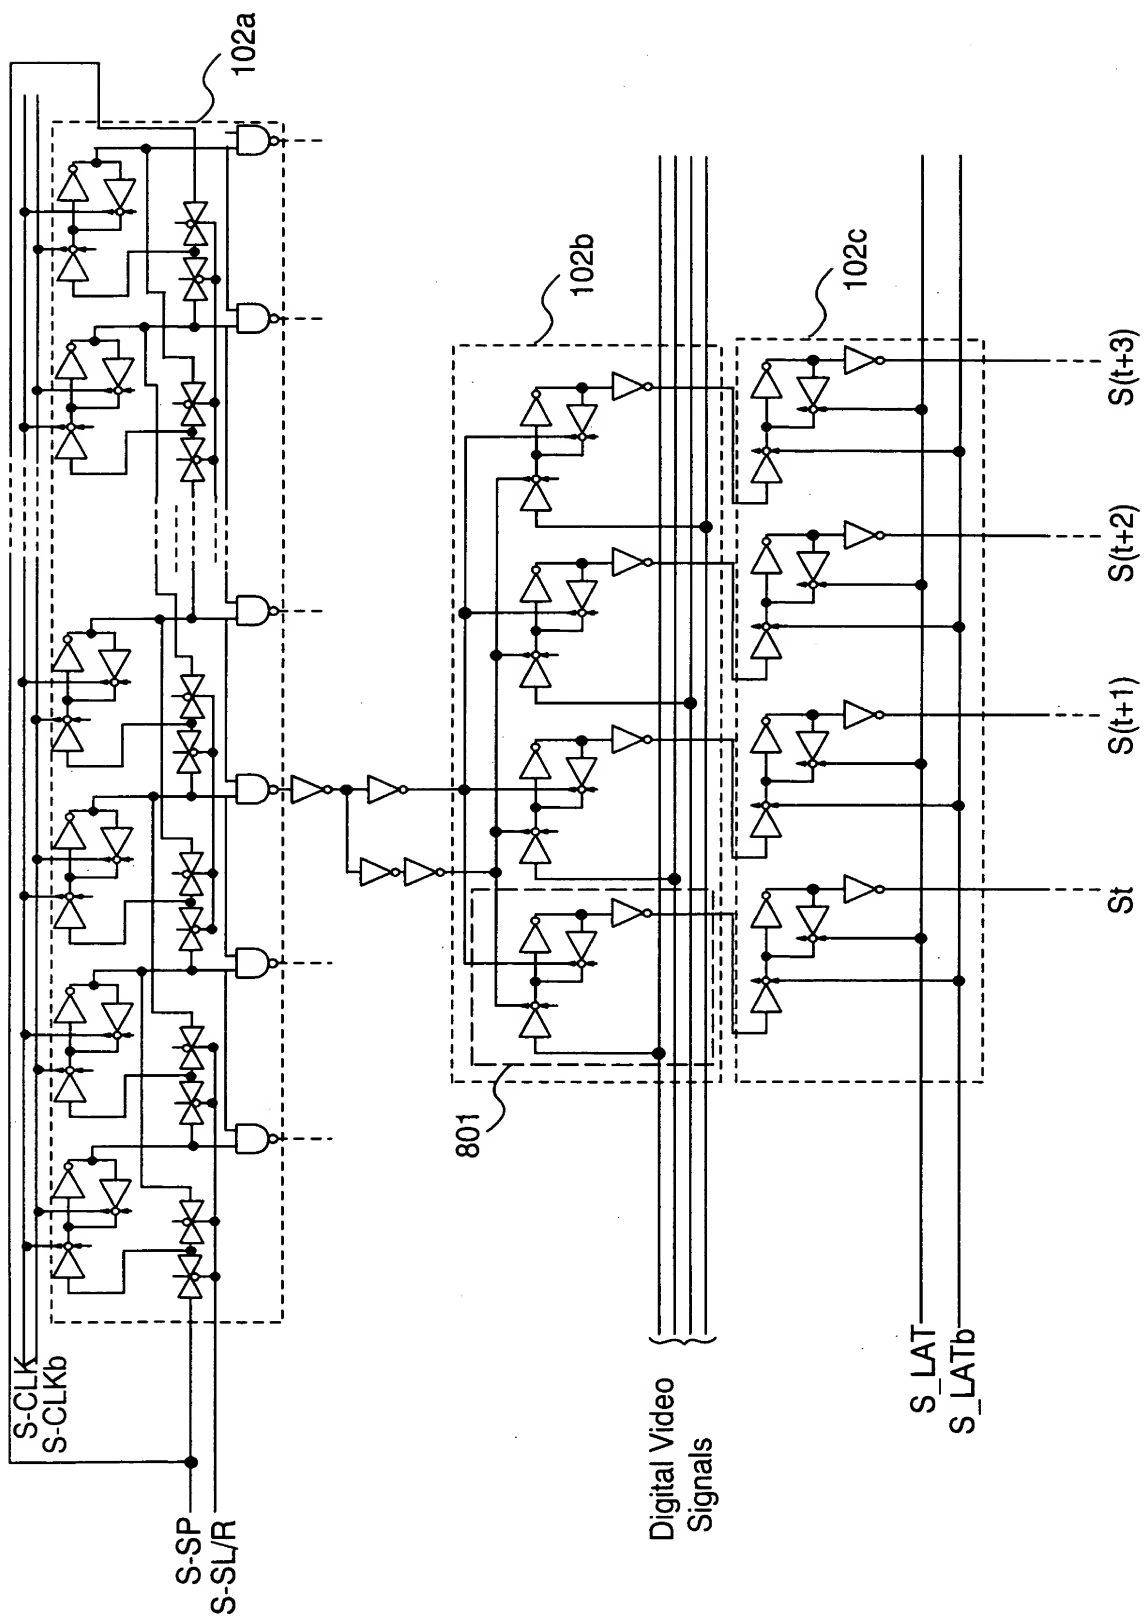 S-CLK
S-CLKb
S-SP
S-SL/R
102a
102b
801
Digital Video
Signals
102c
S_LAT
S_LATb
St
S(t+1)
S(t+2)
S(t+3)